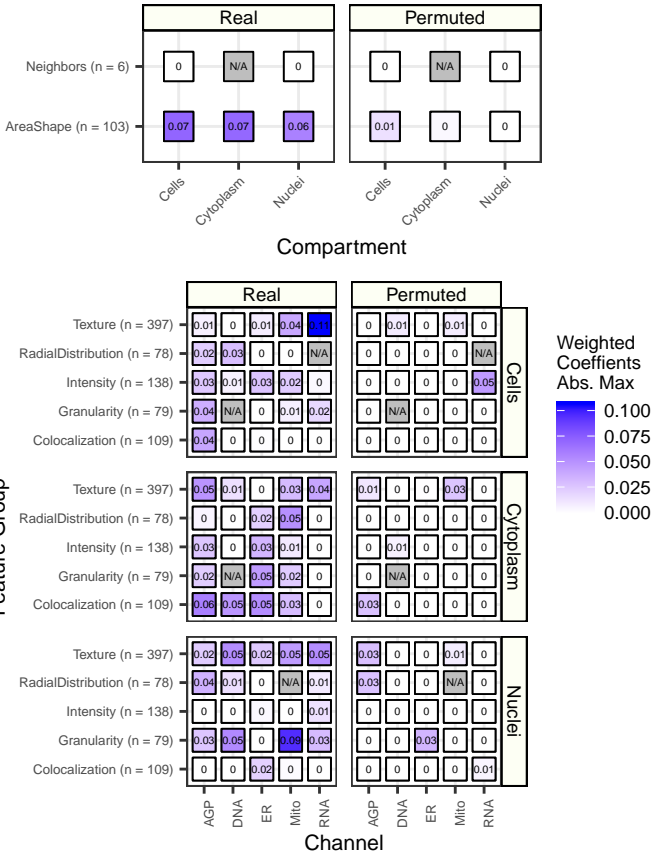 Real Permuted
Neighbors (n = 6) 0 N/A 0 0 N/A 0
AreaShape (n = 103) 0.07 0.07 0.06 0.01 0 0
Cells Cytoplasm Nuclei Cells Cytoplasm Nuclei
Compartment
Real Permuted
Texture (n = 397) 0.01 0 0.01 0.04 0.11 0 0.01 0 0.01 0
RadialDistribution (n = 78) 0.02 0.03 0 0 N/A 0 0 0 0 N/A
Intensity (n = 138) 0.03 0.01 0.03 0.02 0 0 0 0 0 0.05
Granularity (n = 79) 0.04 N/A 0 0.01 0.02 0 N/A 0 0 0
Colocalization (n = 109) 0.04 0 0 0 0 0 0 0 0 0
Cells
Texture (n = 397) 0.05 0.01 0 0.03 0.04 0.01 0 0 0.03 0
RadialDistribution (n = 78) 0 0 0.02 0.05 0 0 0 0 0 0
Intensity (n = 138) 0.03 0 0.03 0.01 0 0 0.01 0 0 0
Granularity (n = 79) 0.02 N/A 0.05 0.02 0 0 N/A 0 0 0
Colocalization (n = 109) 0.06 0.05 0.05 0.03 0 0.03 0 0 0 0
Cytoplasm
Texture (n = 397) 0.02 0.05 0.02 0.05 0.05 0.03 0 0 0.01 0
RadialDistribution (n = 78) 0.04 0.01 0 N/A 0.01 0.03 0 0 N/A 0
Intensity (n = 138) 0 0 0 0 0.01 0 0 0 0 0
Granularity (n = 79) 0.03 0.05 0 0.09 0.03 0 0 0.03 0 0
Colocalization (n = 109) 0 0 0.02 0 0 0 0 0 0 0.01
Nuclei
AGP DNA ER Mito RNA AGP DNA ER Mito RNA
Channel
Weighted
Coeffients
Abs. Max
0.100
0.075
0.050
0.025
0.000